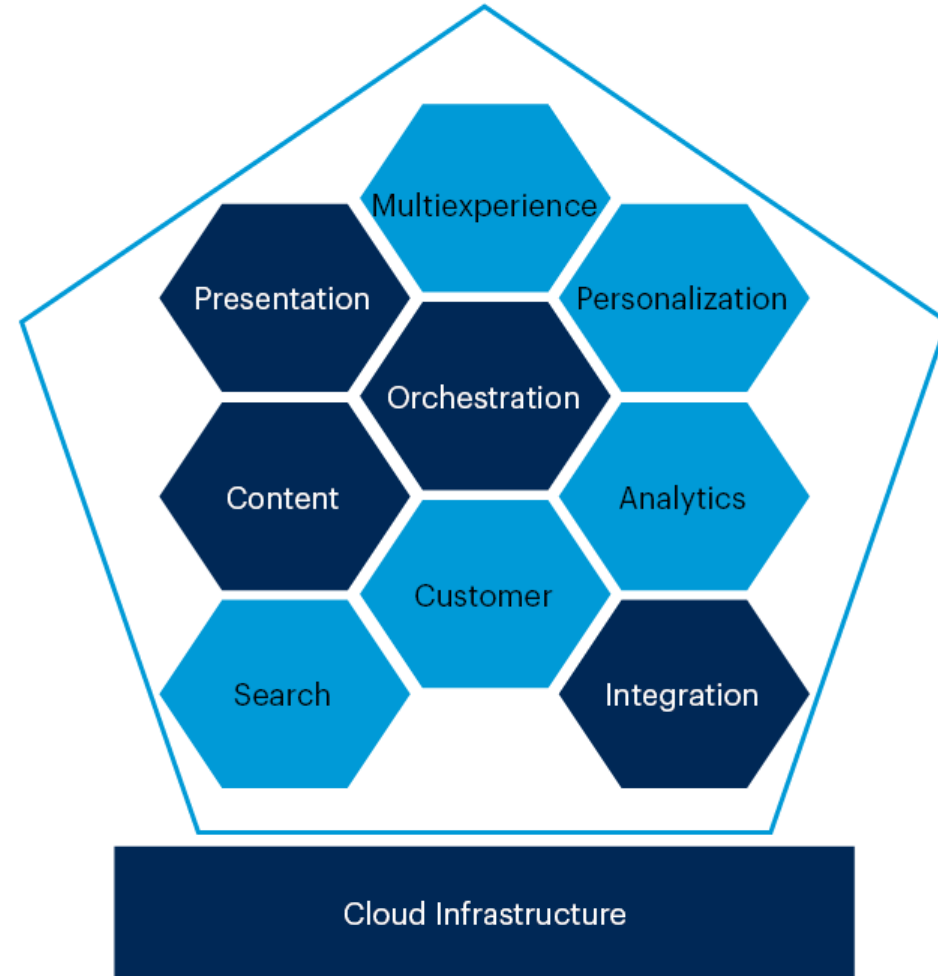 Multiexperience
Presentation
Personalization
Orchestration
Content
Analytics
Customer
Search
Integration
Cloud Infrastructure